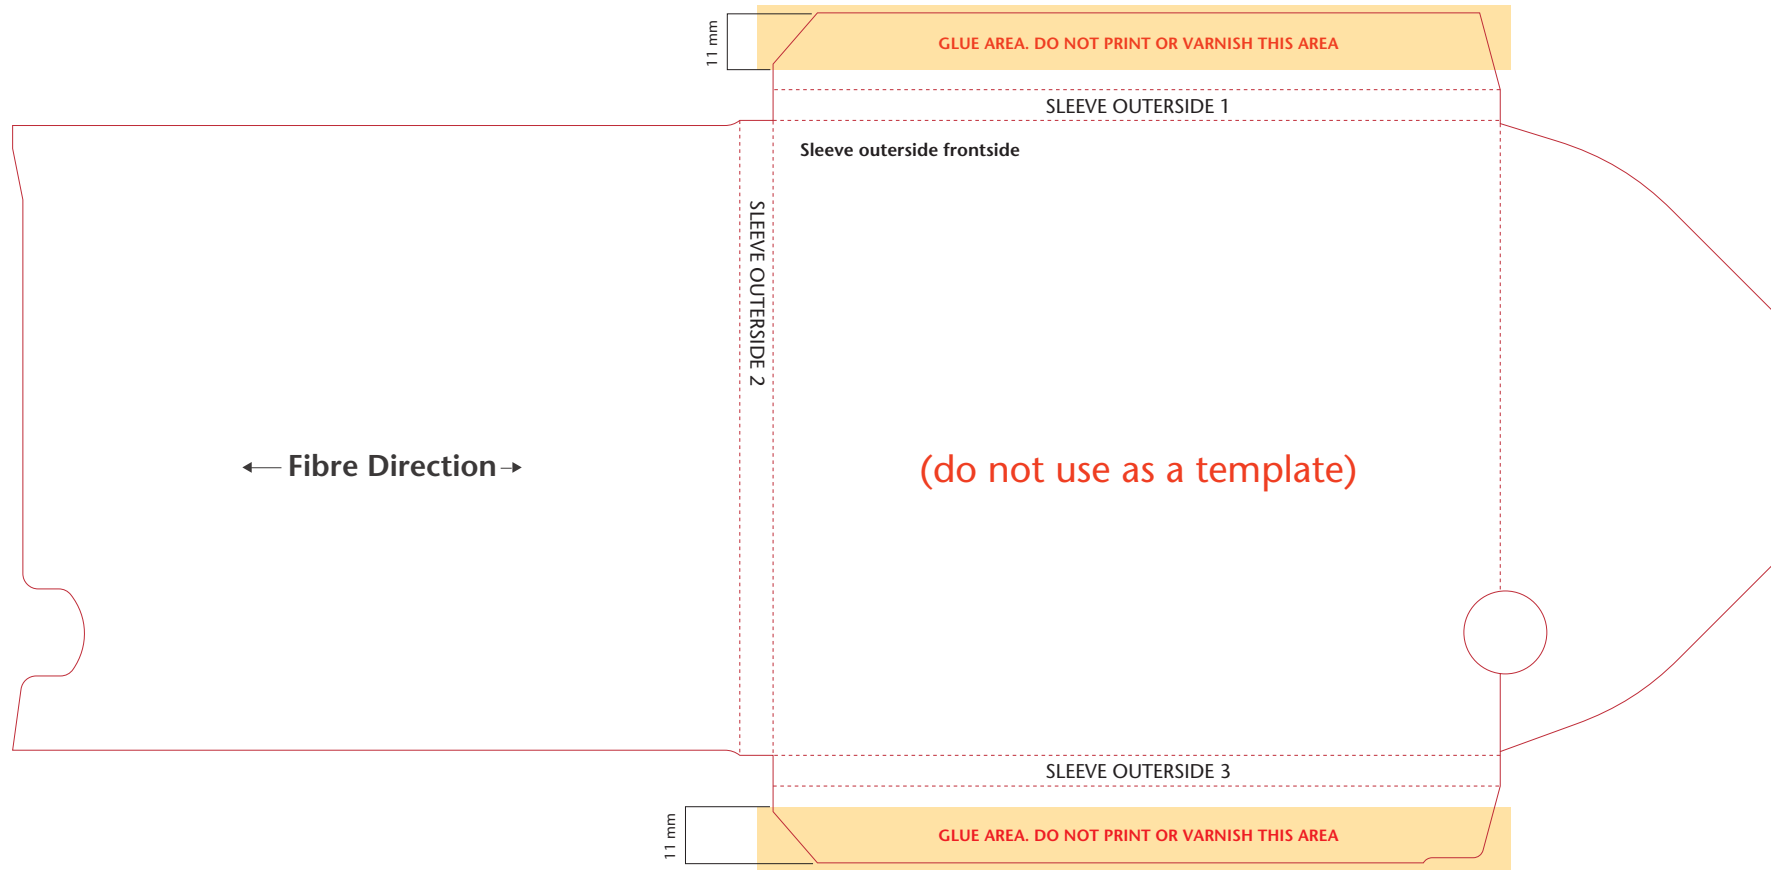 11 mm
GLUE AREA. DO NOT PRINT OR VARNISH THIS AREA
SLEEVE OUTERSIDE 1
Sleeve outerside frontside
SLEEVE OUTERSIDE 2
Fibre Direction
(do not use as a template)
SLEEVE OUTERSIDE 3
11 mm
GLUE AREA. DO NOT PRINT OR VARNISH THIS AREA